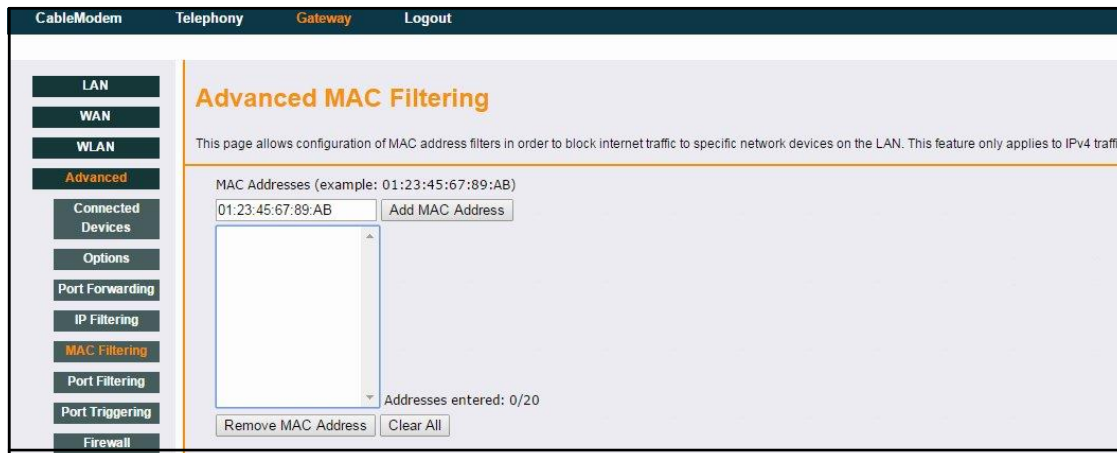 CableModem Telephony Gateway Logout
LAN
WAN
WLAN
Advanced
Connected
Devices
Options
Port Forwarding
IP Filtering
MAC Filtering
Port Filtering
Port Triggering
Firewall
Advanced MAC Filtering
This page allows configuration of MAC address filters in order to block internet traffic to specific network devices on the LAN. This feature only applies to IPv4 traffi
MAC Addresses (example: 01:23:45:67:89:AB)
01:23:45:67:89:AB Add MAC Address
Addresses entered: 0/20
Remove MAC Address Clear All